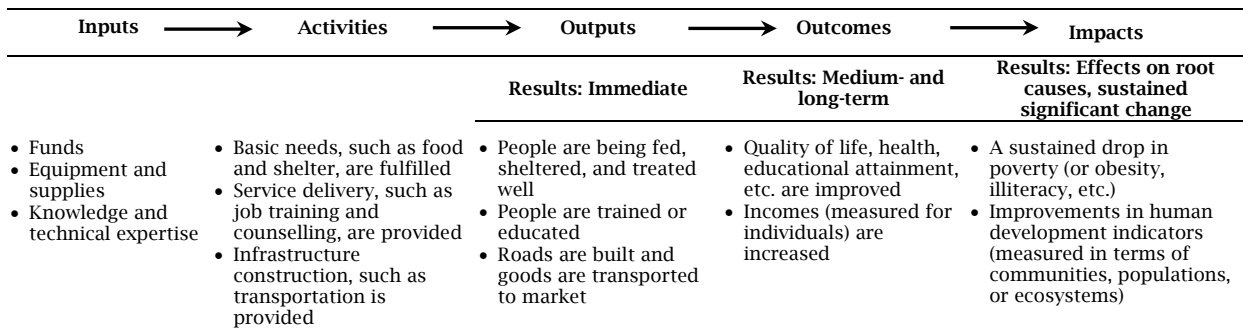 Inputs Activities Outputs Outcomes Impacts
Results: Immediate
Results: Medium- and
long-term
Results: Effects on root
causes, sustained
significant change
• Funds
• Equipment and
supplies
• Knowledge and
technical expertise
• Basic needs, such as food
and shelter, are fulfilled
• Service delivery, such as
job training and
counselling, are provided
• Infrastructure
construction, such as
transportation is
provided
• People are being fed,
sheltered, and treated
well
• People are trained or
educated
• Roads are built and
goods are transported
to market
• Quality of life, health,
educational attainment,
etc. are improved
• Incomes (measured for
individuals) are
increased
• A sustained drop in
poverty (or obesity,
illiteracy, etc.)
• Improvements in human
development indicators
(measured in terms of
communities, populations,
or ecosystems)